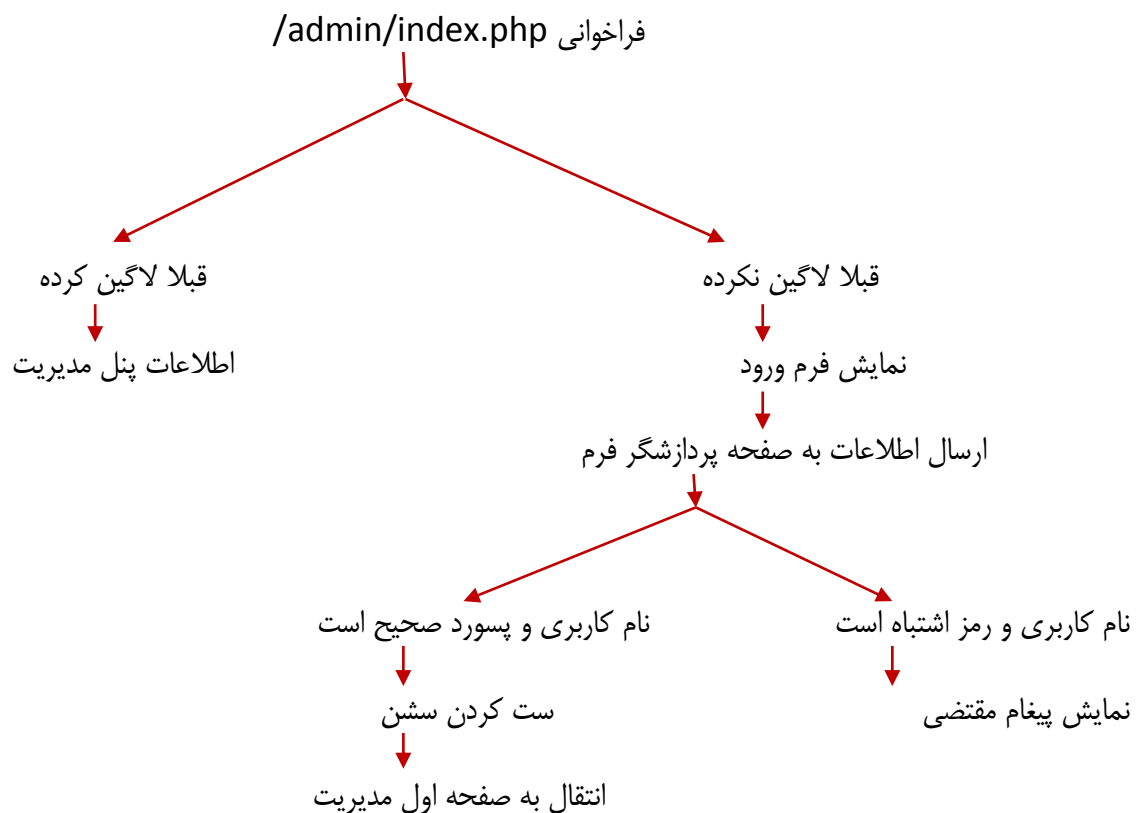 فراخوانی /admin/index.php
قبلا لاگین نکرده
قبلا لاگین کرده
نمایش فرم ورود
اطلاعات پنل مدیریت
ارسال اطلاعات به صفحه پردازشگر فرم
نام کاربری و رمز اشتباه است
نام کاربری و پسورد صحیح است
نمایش پیغام مقتضی
ست کردن سشن
انتقال به صفحه اول مدیریت